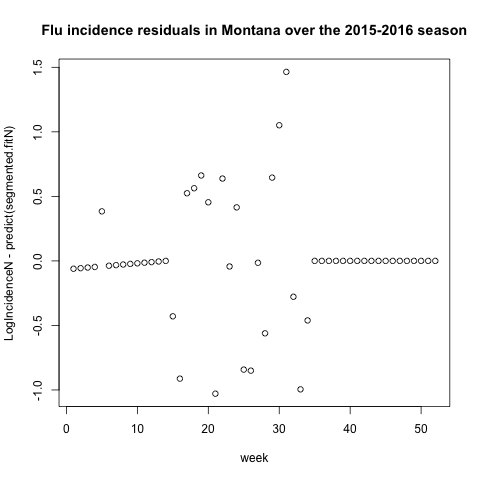 Flu incidence residuals in Montana over the 2015-2016 season
LogIncidenceN - predict(segmented.fitN)
1.5
1.0
0.5
0.0
-0.5
-1.0
0 10 20 30 40 50
week